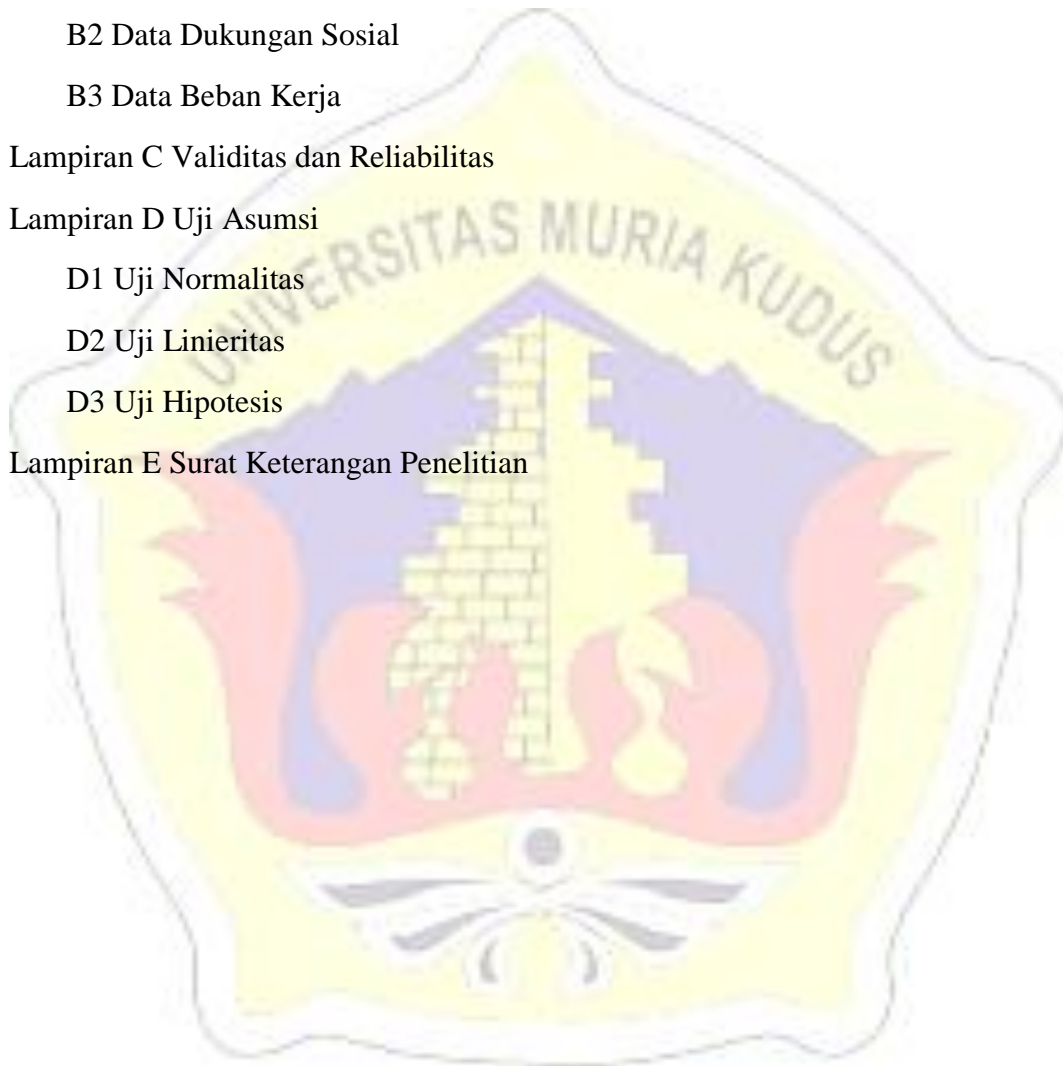 B2 Data Dukungan Sosial
B3 Data Beban Kerja
Lampiran C Validitas dan Reliabilitas
Lampiran D Uji Asumsi
UNIVERSITAS MURIA KUDUS
D1 Uji Normalitas
D2 Uji Linieritas
D3 Uji Hipotesis
Lampiran E Surat Keterangan Penelitian